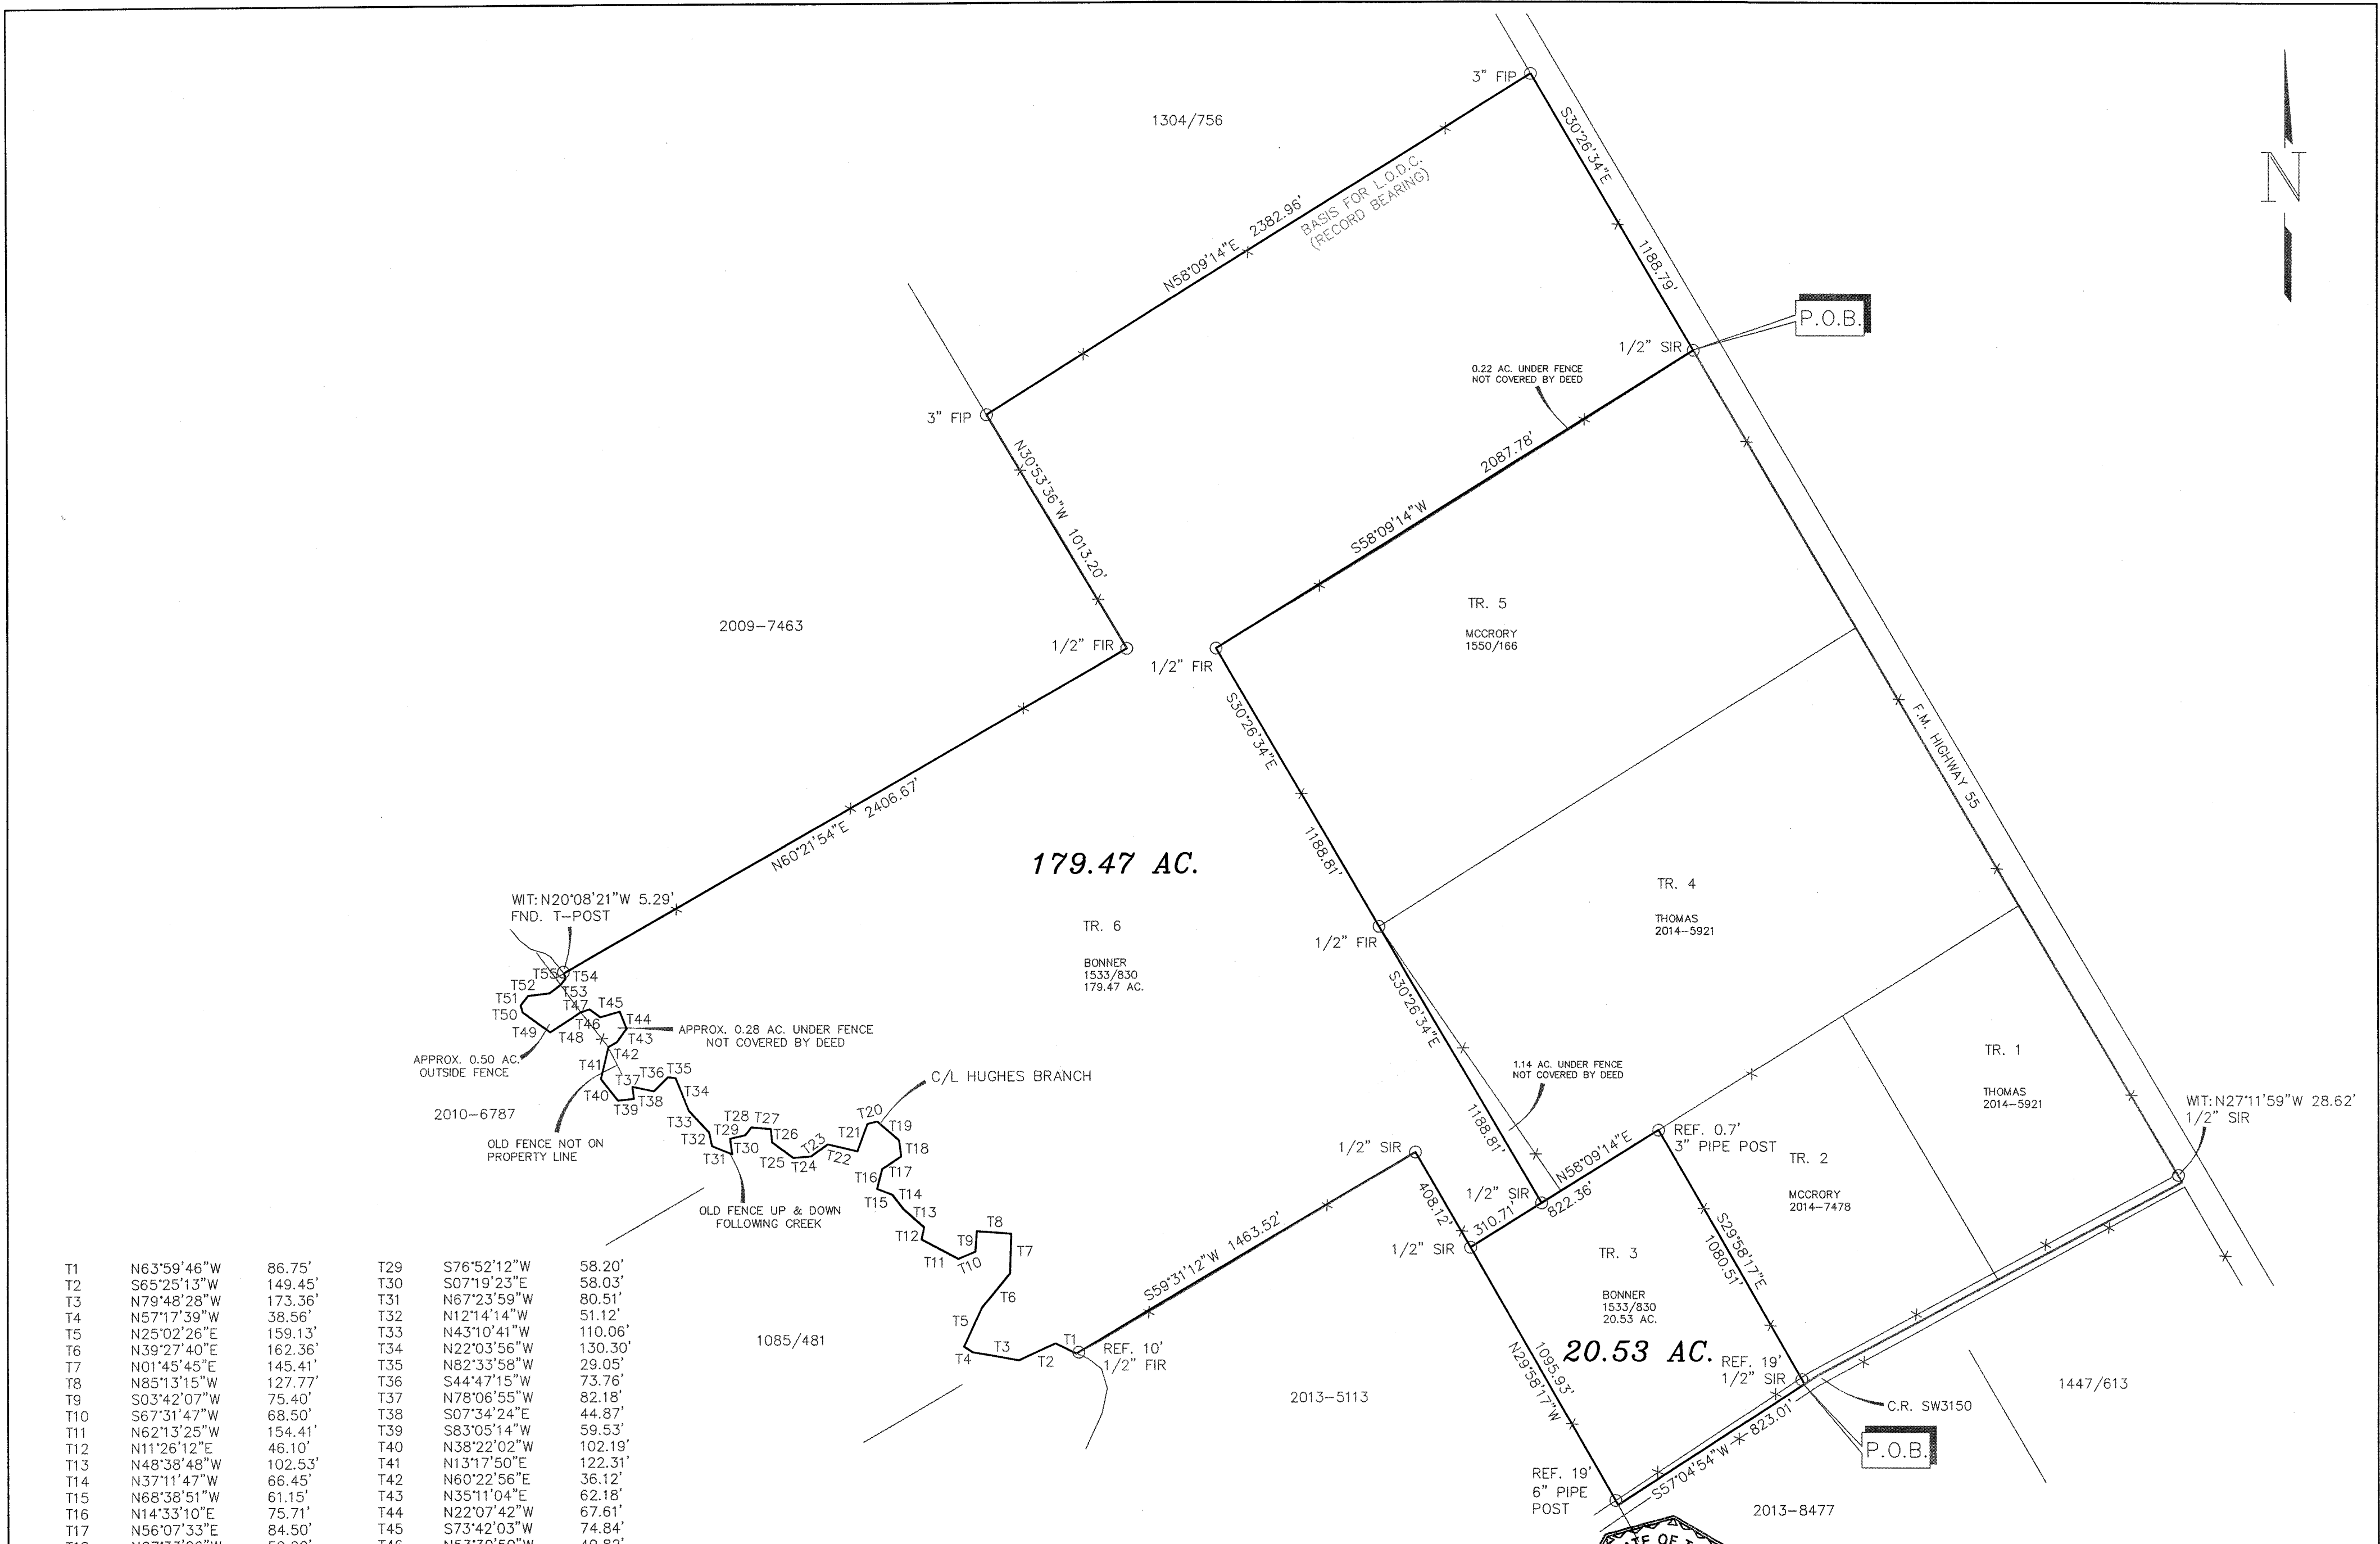 3" FIP
1304/756
S30°26'34"E
1188.79'
N58°09'14"E 2382.96'
BASIS FOR L.O.D.C.
(RECORD BEARING)
N
P.O.B.
1/2" SIR
0.22 AC. UNDER FENCE
NOT COVERED BY DEED
3" FIP
N30°53'36"W 1013.20'
2087.78'
S58°09'14"W
2009-7463
TR. 5
MCCRORY
1550/166
1/2" FIR
1/2" FIR
S30°26'34"E
1188.81'
F.M. HIGHWAY 55
N60°21'54"E 2406.67'
179.47 AC.
TR. 6
BONNER
1533/830
179.47 AC.
TR. 4
THOMAS
2014-5921
1/2" FIR
S30°26'34"E
1188.81'
WIT: N20°08'21"W 5.29'
FND. T-POST
T55 T54
T52
T53
T51
T47 T45
T50
T46 T44
T49
T48
T43
T42
APPROX. 0.28 AC. UNDER FENCE
NOT COVERED BY DEED
APPROX. 0.50 AC.
OUTSIDE FENCE
T41
T37 T36 T35
T40
T39
T38
T34
C/L HUGHES BRANCH
2010-6787
OLD FENCE NOT ON
PROPERTY LINE
T33
T28 T27
T20
T19
T32
T29
T26
T21
T31
T30
T25
T24
T23
T22
T18
T17
T16
T15
T14
T13
T12
T11
T10
T9
T8
T7
OLD FENCE UP & DOWN
FOLLOWING CREEK
1.14 AC. UNDER FENCE
NOT COVERED BY DEED
TR. 1
THOMAS
2014-5921
WIT: N27°11'59"W 28.62'
1/2" SIR
REF. 0.7'
3" PIPE POST
TR. 2
MCCRORY
2014-7478
1/2" SIR
408.12'
1/2" SIR
N58°09'14"E
822.36'
310.71'
1/2" SIR
S59°31'12"W 1463.52'
S29°58'17"E
1080.51'
TR. 3
BONNER
1533/830
20.53 AC.
20.53 AC.
T6
T5
T4
T3
T2
T1
REF. 10'
1/2" FIR
1085/481
2013-5113
1095.93'
N29°58'17"W
REF. 19'
1/2" SIR
C.R. SW3150
1447/613
P.O.B.
823.01'
S57°04'54"W
REF. 19'
6" PIPE
POST
2013-8477
T1 N63°59'46"W 86.75' T29 S76°52'12"W 58.20'
T2 S65°25'13"W 149.45' T30 S07°19'23"E 58.03'
T3 N79°48'28"W 173.36' T31 N67°23'59"W 80.51'
T4 N57°17'39"W 38.56' T32 N12°14'14"W 51.12'
T5 N25°02'26"E 159.13' T33 N43°10'41"W 110.06'
T6 N39°27'40"E 162.36' T34 N22°03'56"W 130.30'
T7 N01°45'45"E 145.41' T35 N82°33'58"W 29.05'
T8 N85°13'15"W 127.77' T36 S44°47'15"W 73.76'
T9 S03°42'07"W 75.40' T37 N78°06'55"W 82.18'
T10 S67°31'47"W 68.50' T38 S07°34'24"E 44.87'
T11 N62°13'25"W 154.41' T39 S83°05'14"W 59.53'
T12 N11°26'12"E 46.10' T40 N38°22'02"W 102.19'
T13 N48°38'48"W 102.53' T41 N13°17'50"E 122.31'
T14 N37°11'47"W 66.45' T42 N60°22'56"E 36.12'
T15 N68°38'51"W 61.15' T43 N35°11'04"E 62.18'
T16 N14°33'10"E 75.71' T44 N22°07'42"W 67.61'
T17 N56°07'33"E 84.50' T45 S73°42'03"W 74.84'